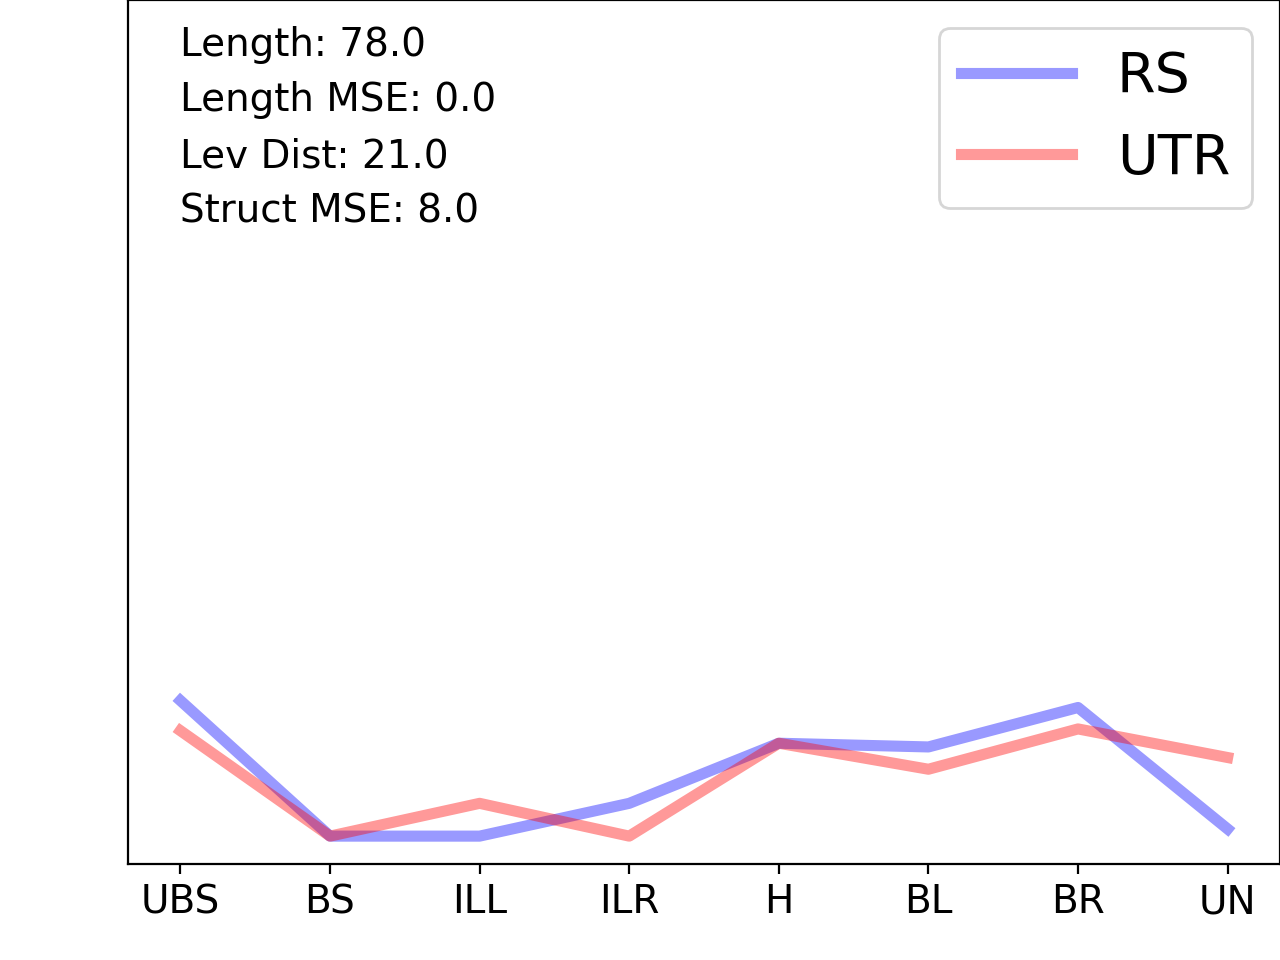 Length: 78.0
Length MSE: 0.0
Lev Dist: 21.0
Struct MSE: 8.0
RS
UTR
UBS BS ILL ILR H BL BR UN